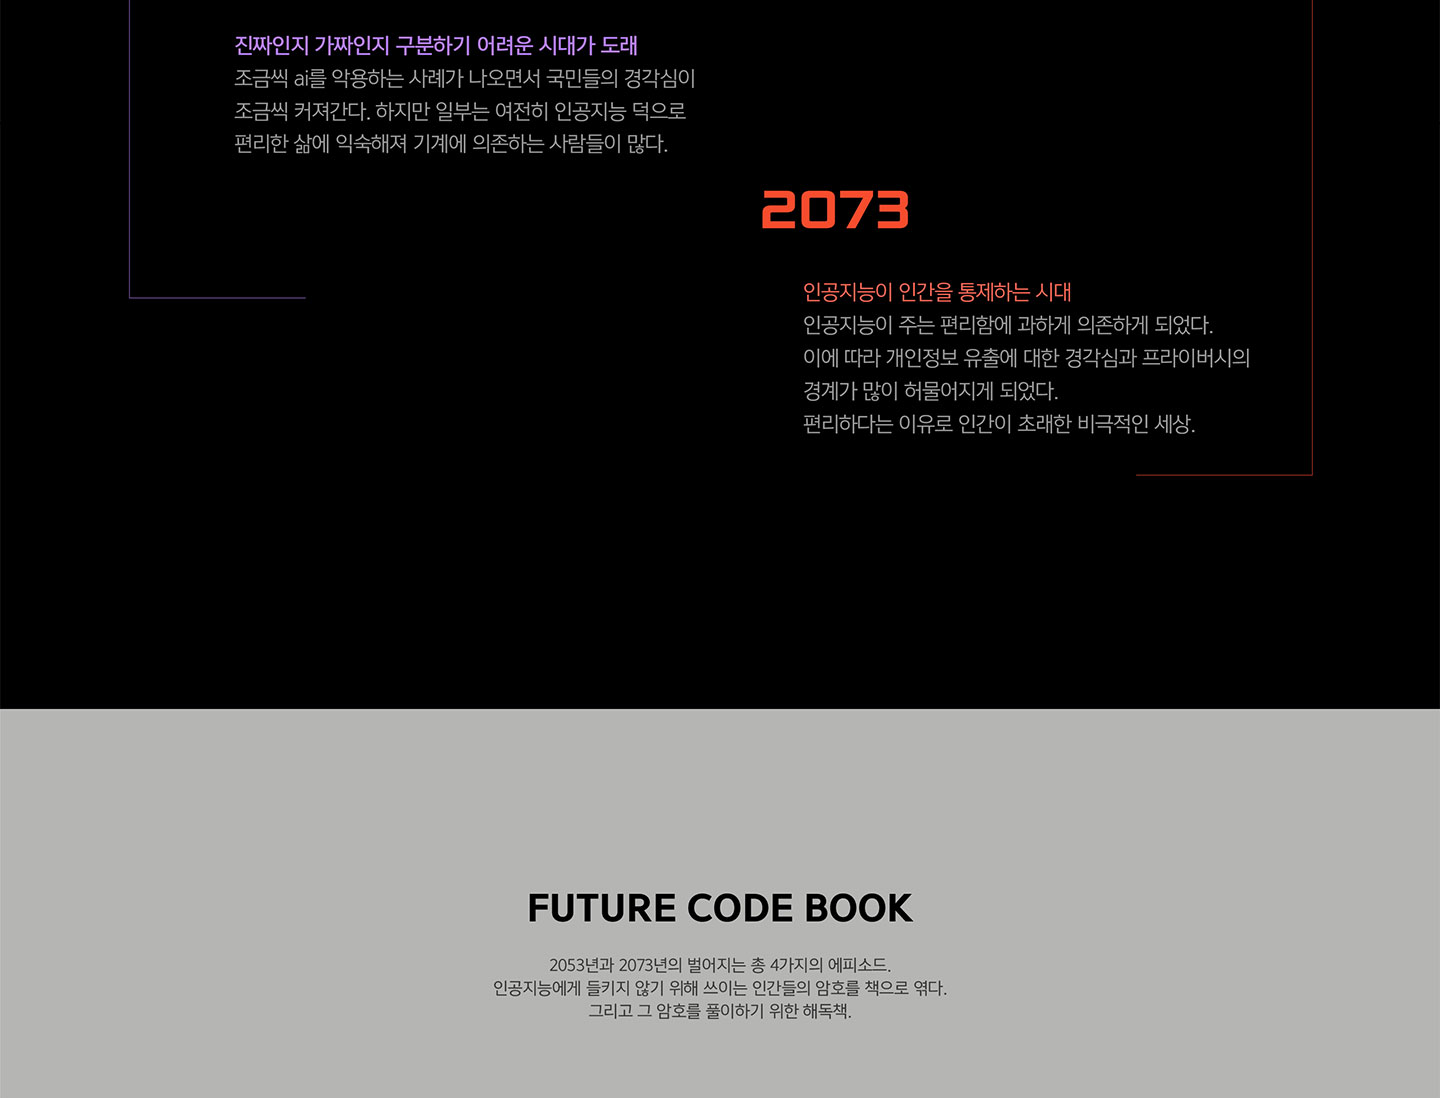 진짜인지 가짜인지 구분하기 어려운 시대가 도래
조금씩 ai를 악용하는 사례가 나오면서 국민들의 경각심이
조금씩 커져간다. 하지만 일부는 여전히 인공지능 덕으로
편리한 삶에 익숙해져 기계에 의존하는 사람들이 많다.
2073
인공지능이 인간을 통제하는 시대
인공지능이 주는 편리함에 과하게 의존하게 되었다.
이에 따라 개인정보 유출에 대한 경각심과 프라이버시의
경계가 많이 허물어지게 되었다.
편리하다는 이유로 인간이 초래한 비극적인 세상.
FUTURE CODE BOOK
2053년과 2073년의 벌어지는 총 4가지의 에피소드.
인공지능에게 들키지 않기 위해 쓰이는 인간들의 암호를 책으로 엮다.
그리고 그 암호를 풀이하기 위한 해독책.